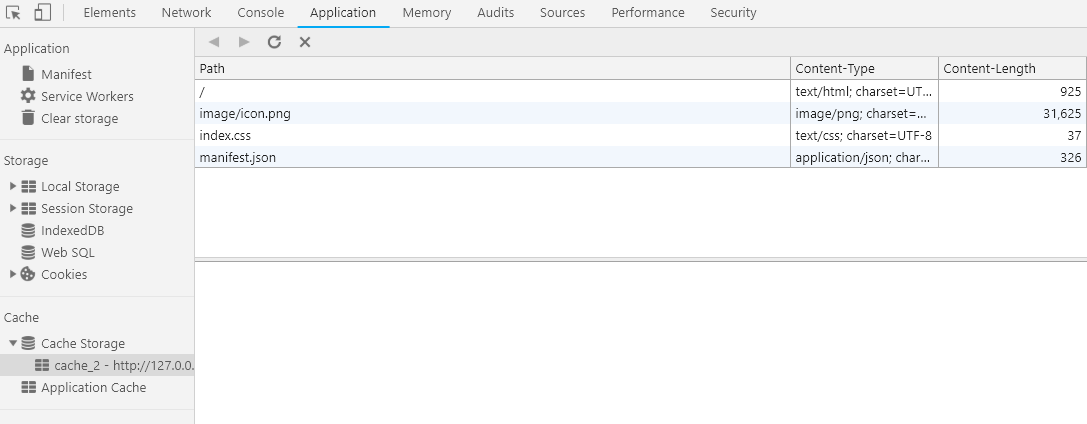 Elements Network Console Application Memory Audits Sources Performance Security
Application
Manifest
Service Workers
Clear storage
Storage
Local Storage
Session Storage
IndexedDB
Web SQL
Cookies
Cache
Cache Storage
cache_2 - http://127.0.0.
Application Cache
Path Content-Type Content-Length
/ text/html; charset=UT... 925
image/icon.png image/png; charset=... 31,625
index.css text/css; charset=UTF-8 37
manifest.json application/json; char... 326